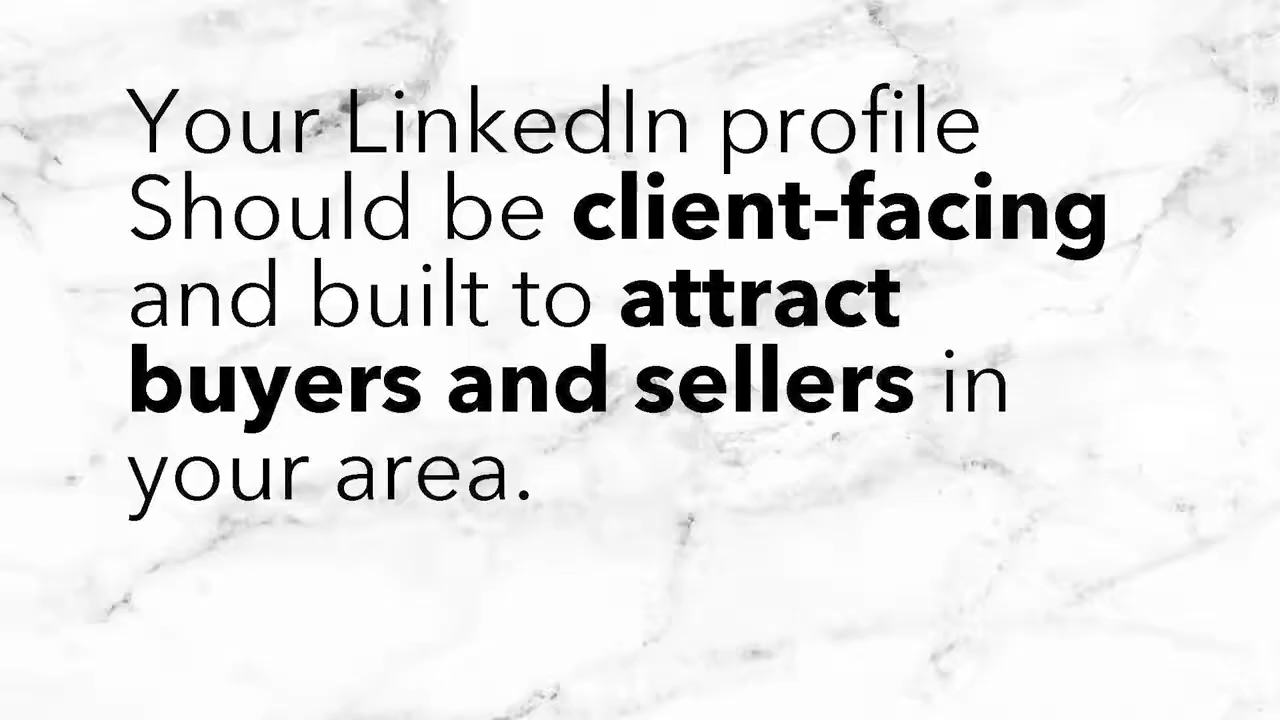 Your LinkedIn profile
Should be client-facing
and built to attract
buyers and sellers in
your area.